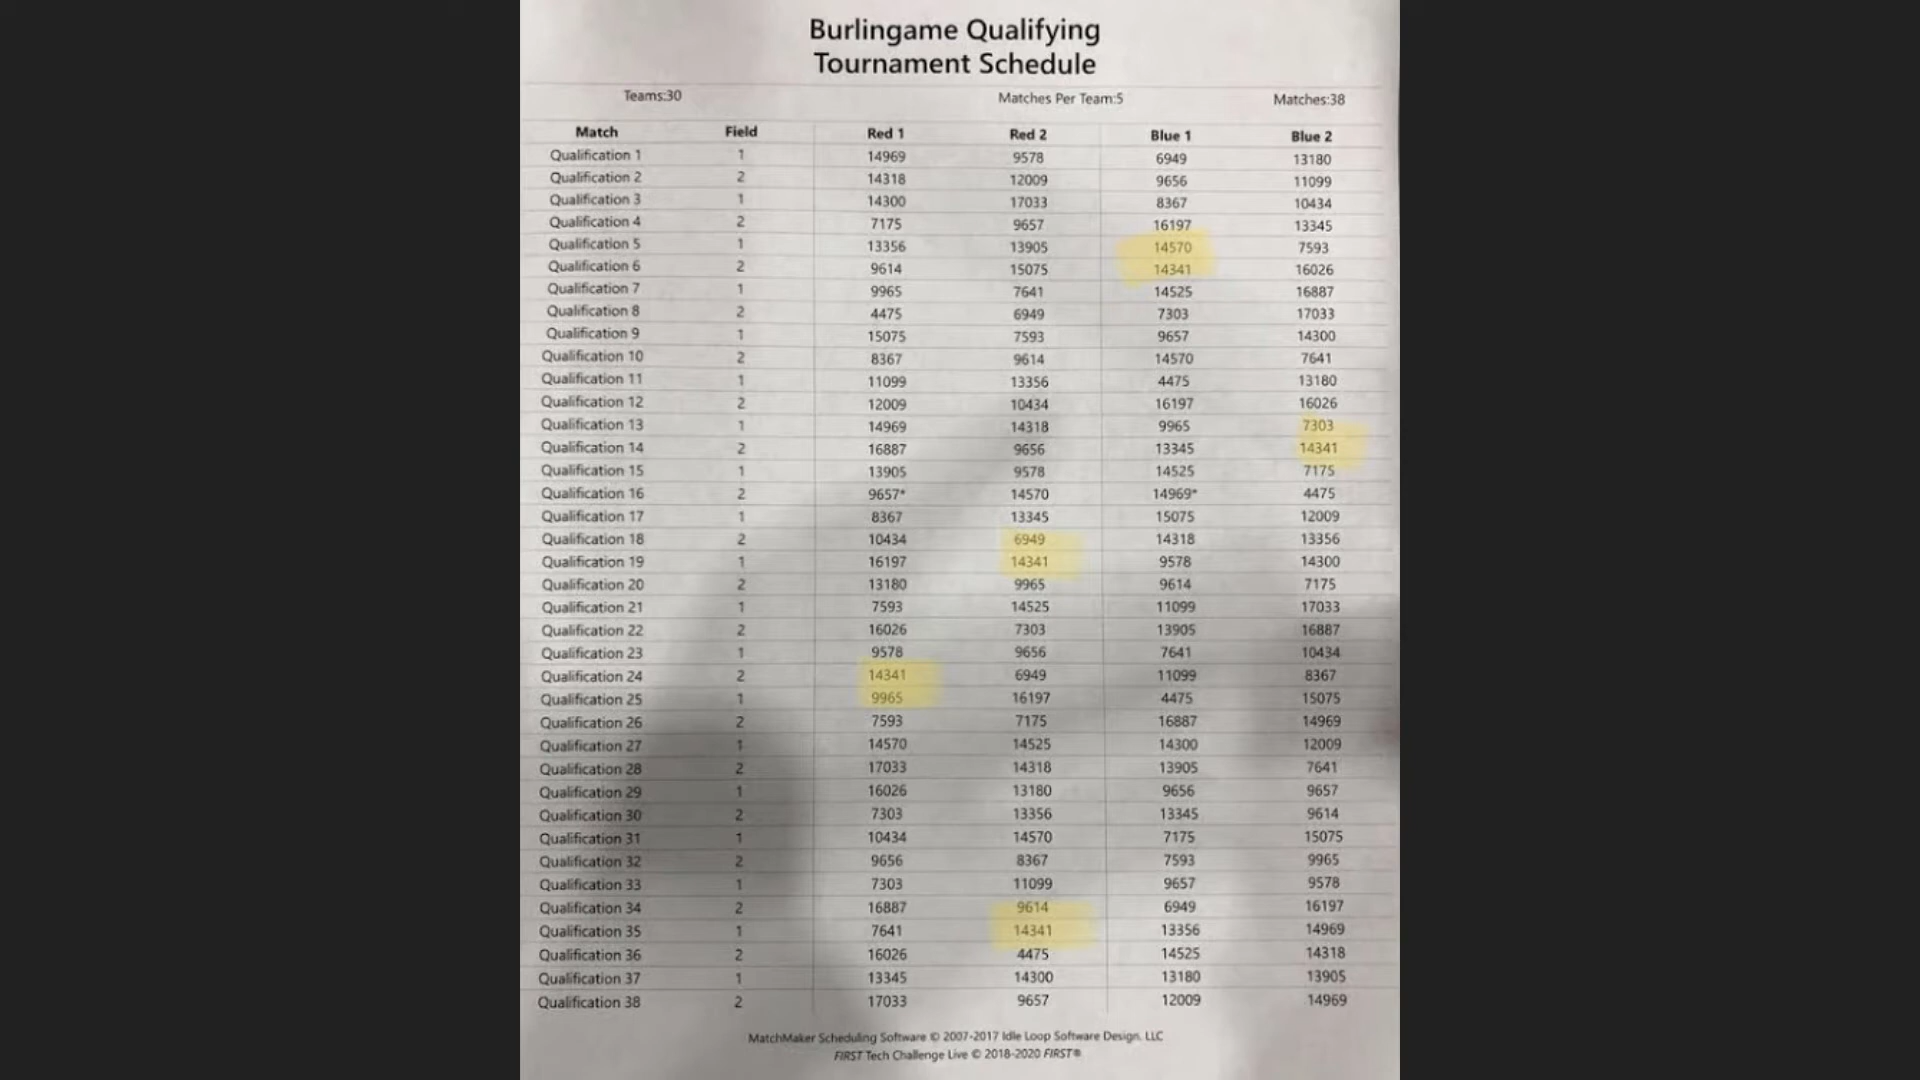 Burlingame Qualifying
Tournament Schedule
Teams:30 Matches Per Team:5 Matches:38
Match Field Red 1 Red 2 Blue 1 Blue 2
Qualification 1 1 14969 9578 6949 13180
Qualification 2 2 14318 12009 9656 11099
Qualification 3 1 14300 17033 8367 10434
Qualification 4 2 7175 9657 16197 13345
Qualification 5 1 13356 13905 14570 7593
Qualification 6 2 9614 15075 14341 16026
Qualification 7 1 9965 7641 14525 16887
Qualification 8 2 4475 6949 7303 17033
Qualification 9 1 15075 7593 9657 14300
Qualification 10 2 8367 9614 14570 7641
Qualification 11 1 11099 13356 4475 13180
Qualification 12 2 12009 10434 16197 16026
Qualification 13 1 14969 14318 9965 7303
Qualification 14 2 16887 9656 13345 14341
Qualification 15 1 13905 9578 14525 7175
Qualification 16 2 9657* 14570 14969* 4475
Qualification 17 1 8367 13345 15075 12009
Qualification 18 2 10434 6949 14318 13356
Qualification 19 1 16197 14341 9578 14300
Qualification 20 2 13180 9965 9614 7175
Qualification 21 1 7593 14525 11099 17033
Qualification 22 2 16026 7303 13905 16887
Qualification 23 1 9578 9656 7641 10434
Qualification 24 2 14341 6949 11099 8367
Qualification 25 1 9965 16197 4475 15075
Qualification 26 2 7593 7175 16887 14969
Qualification 27 1 14570 14525 14300 12009
Qualification 28 2 17033 14318 13905 7641
Qualification 29 1 16026 13180 9656 9657
Qualification 30 2 7303 13356 13345 9614
Qualification 31 1 10434 14570 7175 15075
Qualification 32 2 9656 8367 7593 9965
Qualification 33 1 7303 11099 9657 9578
Qualification 34 2 16887 9614 6949 16197
Qualification 35 1 7641 14341 13356 14969
Qualification 36 2 16026 4475 14525 14318
Qualification 37 1 13345 14300 13180 13905
Qualification 38 2 17033 9657 12009 14969
MatchMaker Scheduling Software © 2007-2017 Idle Loop Software Design, LLC
FIRST Tech Challenge Live © 2018-2020 FIRST®